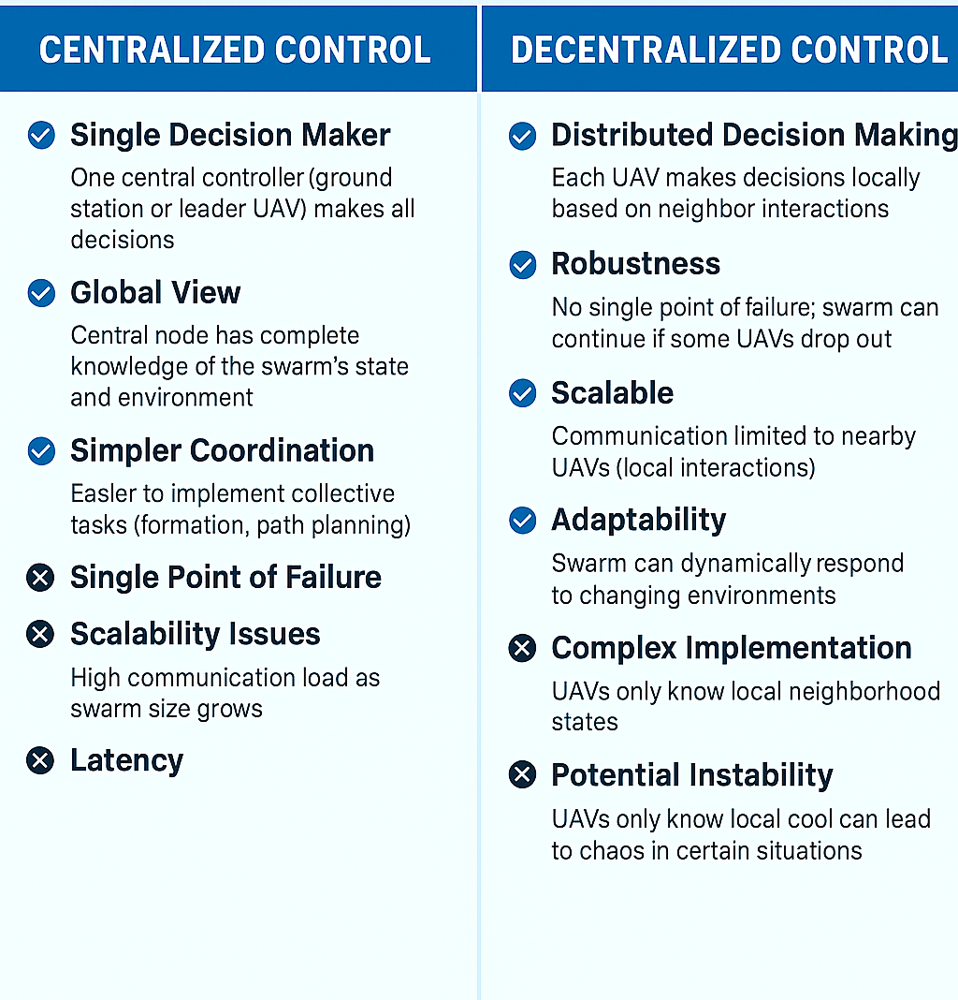 CENTRALIZED CONTROL
Single Decision Maker
One central controller (ground
station or leader UAV) makes all
decisions
Global View
Central node has complete
knowledge of the swarm's state
and environment
Simpler Coordination
Easler to implement collective
tasks (formation, path planning)
Single Point of Failure
Scalability Issues
High communication load as
swarm size grows
Latency
DECENTRALIZED CONTROL
Distributed Decision Making
Each UAV makes decisions locally
based on neighbor interactions
Robustness
No single point of failure; swarm can
continue if some UAVs drop out
Scalable
Communication limited to nearby
UAVs (local interactions)
Adaptability
Swarm can dynamically respond
to changing environments
Complex Implementation
UAVs only know local neighborhood
states
Potential Instability
UAVs only know local cool can lead
to chaos in certain situations